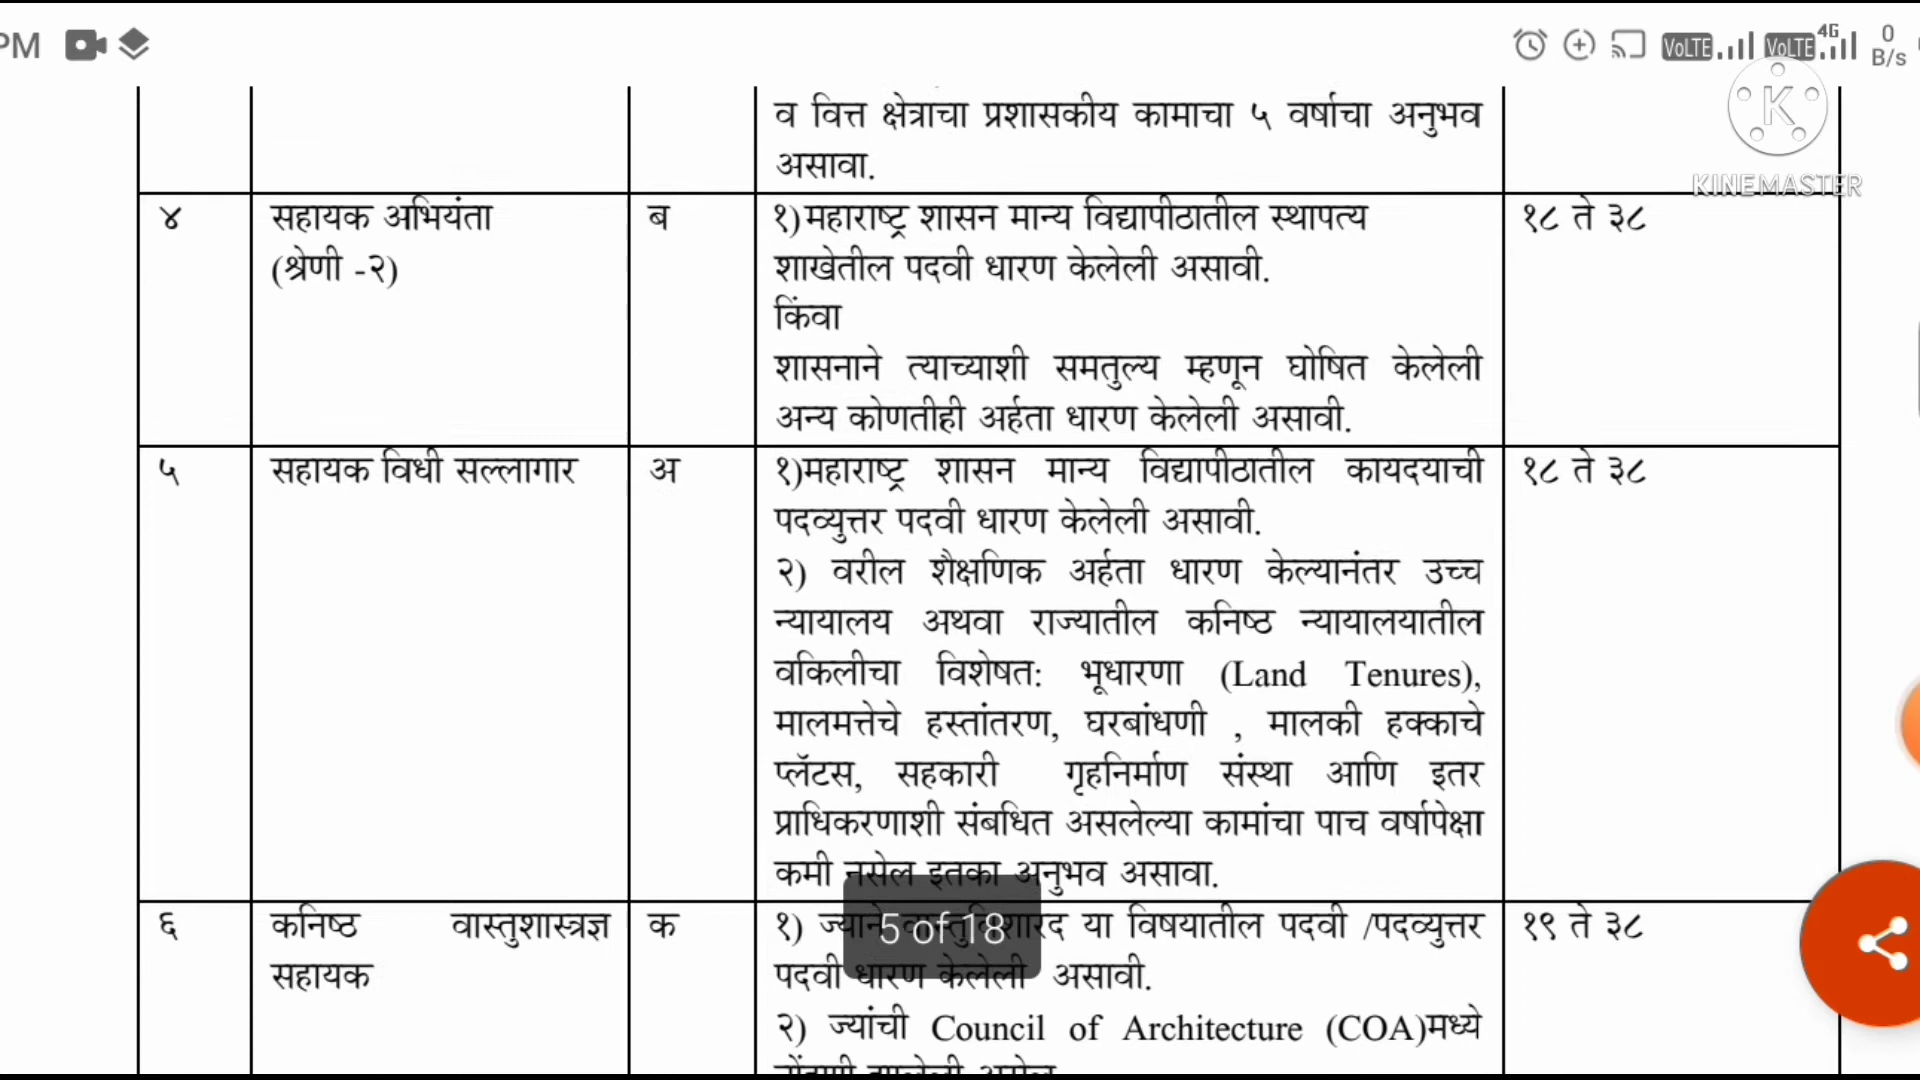 PM
VoLTE VoLTE 4G 0 B/s
K
KINEMASTER
व वित्त क्षेत्राचा प्रशासकीय कामाचा ५ वर्षाचा अनुभव
असावा.
४ सहायक अभियंता ब १)महाराष्ट्र शासन मान्य विद्यापीठातील स्थापत्य १८ ते ३८
(श्रेणी -२) शाखेतील पदवी धारण केलेली असावी.
किंवा
शासनाने त्याच्याशी समतुल्य म्हणून घोषित केलेली
अन्य कोणतीही अर्हता धारण केलेली असावी.
५ सहायक विधी सल्लागार अ १)महाराष्ट्र शासन मान्य विद्यापीठातील कायदयाची १८ ते ३८
पदव्युत्तर पदवी धारण केलेली असावी.
२) वरील शैक्षणिक अर्हता धारण केल्यानंतर उच्च
न्यायालय अथवा राज्यातील कनिष्ठ न्यायालयातील
वकिलीचा विशेषत: भूधारणा (Land Tenures),
मालमत्तेचे हस्तांतरण, घरबांधणी , मालकी हक्काचे
प्लॅटस, सहकारी गृहनिर्माण संस्था आणि इतर
प्राधिकरणाशी संबधित असलेल्या कामांचा पाच वर्षापेक्षा
कमी नसेल इतका अनुभव असावा.
६ कनिष्ठ वास्तुशास्त्रज्ञ क १) ज्याने वास्तुविशारद या विषयातील पदवी /पदव्युत्तर १९ ते ३८
5 of 18
सहायक पदवी धारण केलेली असावी.
२) ज्यांची Council of Architecture (COA)मध्ये